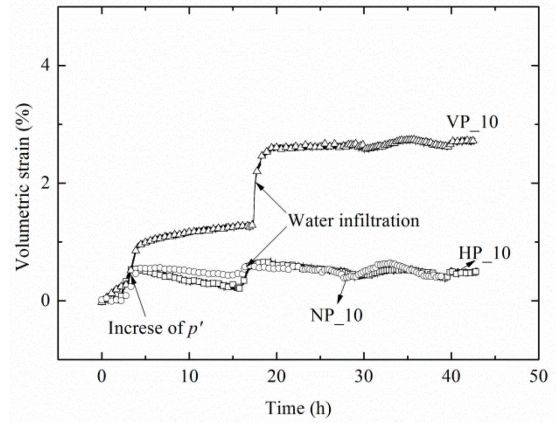 4
2
0
Volumetric strain (%)
VP_10
Water infiltration
HP_10
NP_10
Increse of p′
0
10
20
30
40
50
Time (h)